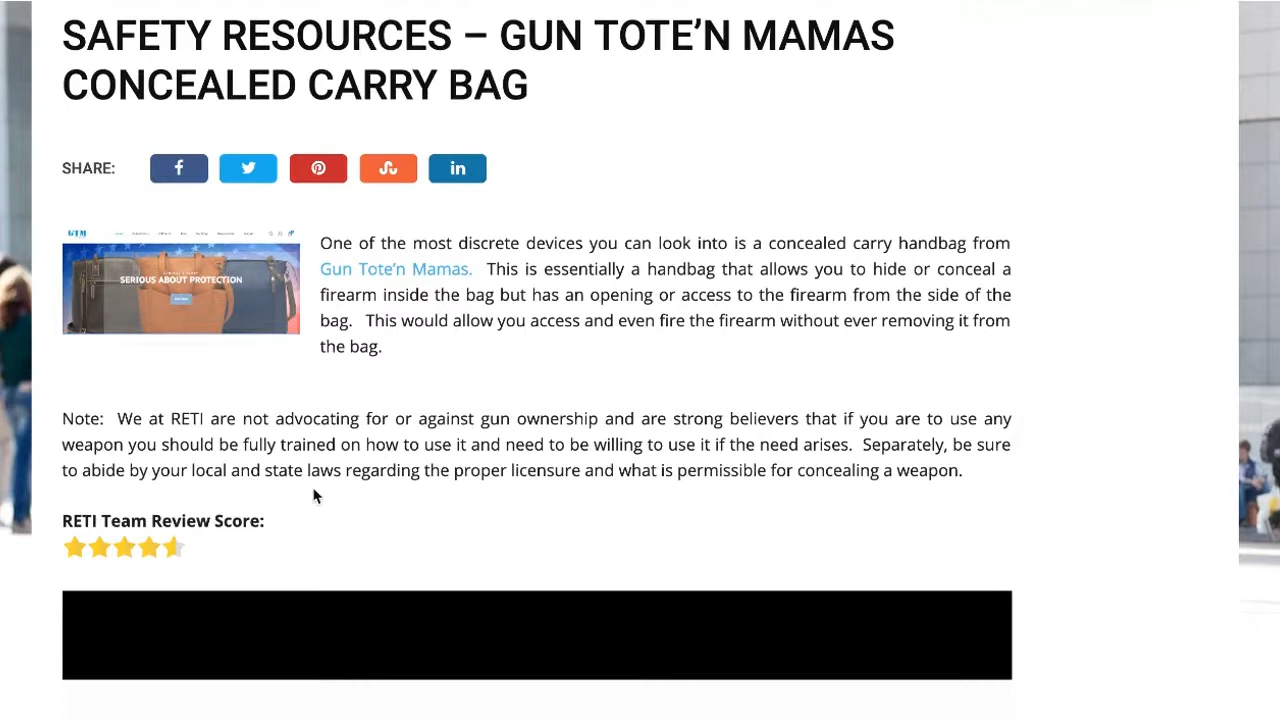 SAFETY RESOURCES – GUN TOTE’N MAMAS
CONCEALED CARRY BAG
SHARE:
GTM
SERIOUS ABOUT PROTECTION
One of the most discrete devices you can look into is a concealed carry handbag from
Gun Tote’n Mamas. This is essentially a handbag that allows you to hide or conceal a
firearm inside the bag but has an opening or access to the firearm from the side of the
bag. This would allow you access and even fire the firearm without ever removing it from
the bag.
Note: We at RETI are not advocating for or against gun ownership and are strong believers that if you are to use any
weapon you should be fully trained on how to use it and need to be willing to use it if the need arises. Separately, be sure
to abide by your local and state laws regarding the proper licensure and what is permissible for concealing a weapon.
RETI Team Review Score: